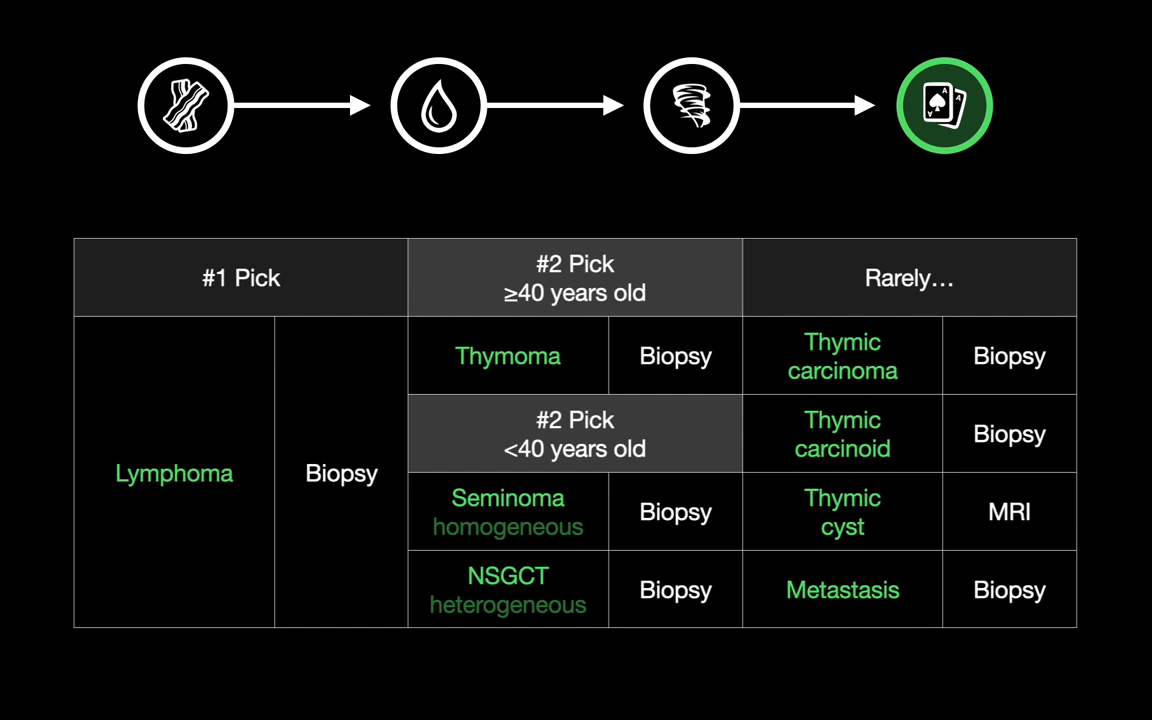 A
A
A
#1 Pick
#2 Pick
≥40 years old
Rarely…
Lymphoma
Biopsy
Thymoma
Biopsy
Thymic
carcinoma
Biopsy
#2 Pick
<40 years old
Thymic
carcinoid
Biopsy
Seminoma
homogeneous
Biopsy
Thymic
cyst
MRI
NSGCT
heterogeneous
Biopsy
Metastasis
Biopsy